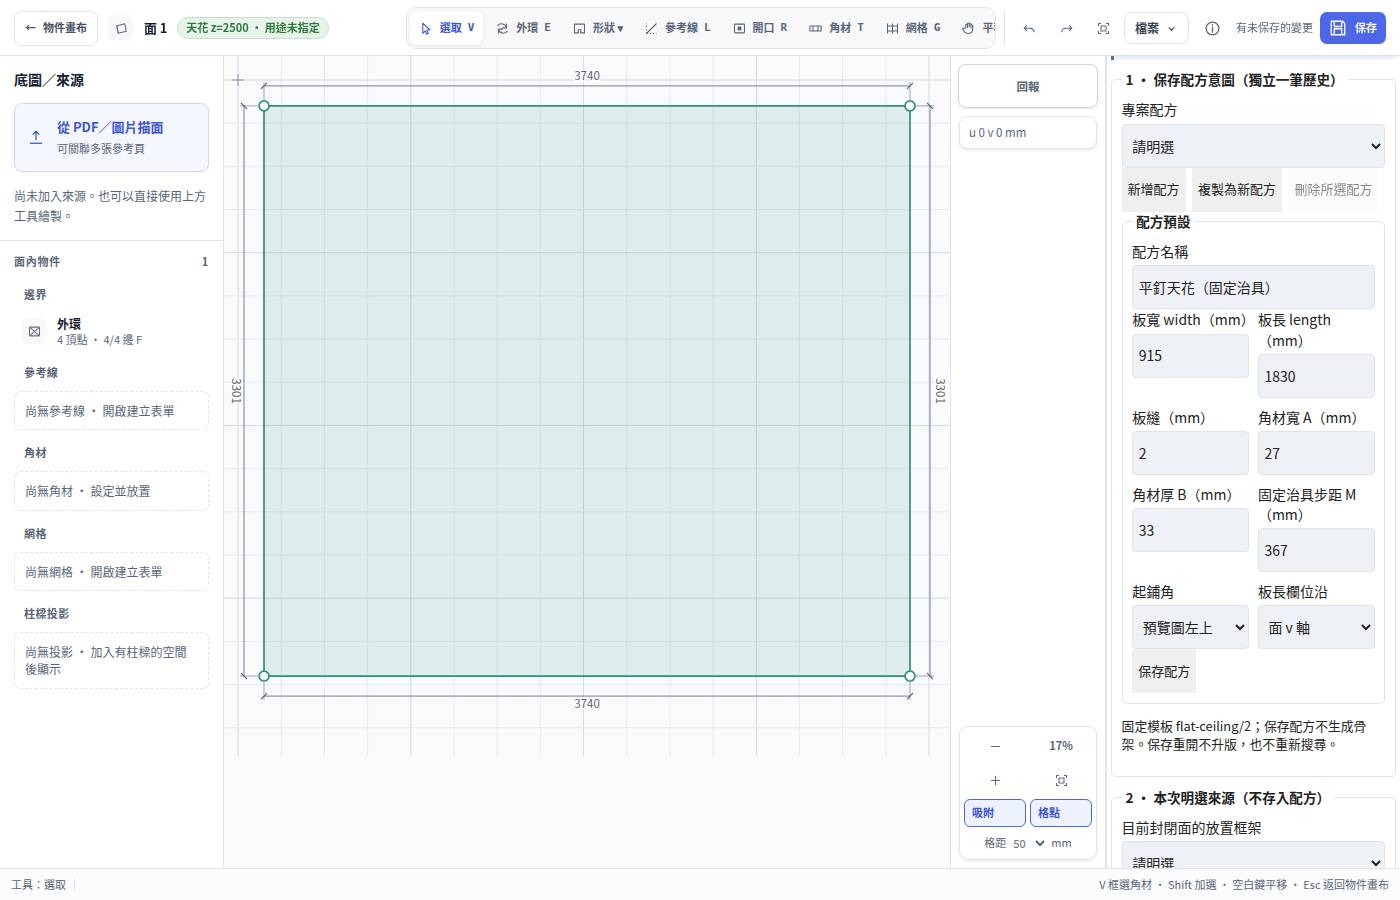 ← 物件畫布
面 1
天花 z=2500 · 用途未指定
選取 V
外環 E
形狀▾
參考線 L
開口 R
角材 T
網格 G
檔案
有未保存的變更
保存
底圖／來源
從 PDF／圖片描面
可關聯多張參考頁
尚未加入來源。也可以直接使用上方
工具繪製。
面內物件
1
邊界
外環
4 頂點 · 4/4 邊 F
參考線
尚無參考線 · 開啟建立表單
角材
尚無角材 · 設定並放置
網格
尚無網格 · 開啟建立表單
柱樑投影
尚無投影 · 加入有柱樑的空間
後顯示
3740
3301
3301
3740
回報
u 0 v 0 mm
17%
吸附
格點
格距 50 mm
1 · 保存配方意圖（獨立一筆歷史）
專案配方
請明選
新增配方
複製為新配方
刪除所選配方
配方預設
配方名稱
平釘天花（固定治具）
板寬 width（mm）
915
板長 length
（mm）
1830
板縫（mm）
2
角材寬 A（mm）
27
角材厚 B（mm）
33
固定治具步距 M
（mm）
367
起鋪角
預覽圖左上
板長欄位沿
面 v 軸
保存配方
固定模板 flat-ceiling/2；保存配方不生成骨
架。保存重開不升版，也不重新搜尋。
2 · 本次明選來源（不存入配方）
目前封閉面的放置框架
請明選
工具：選取
V 框選角材 · Shift 加選 · 空白鍵平移 · Esc 返回物件畫布